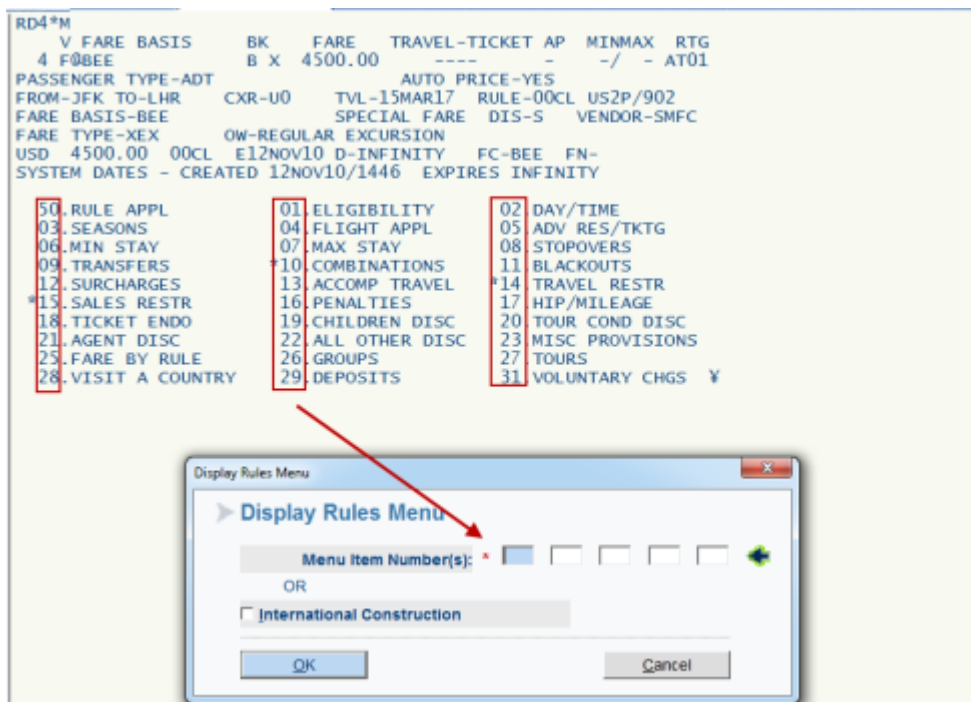 RD4*M
V FARE BASIS BK FARE TRAVEL-TICKET AP MINMAX RTG
4 F@BEE B X 4500.00 ---- - -/ - AT01
PASSENGER TYPE-ADT AUTO PRICE-YES
FROM-JFK TO-LHR CXR-U0 TVL-15MAR17 RULE-00CL US2P/902
FARE BASIS-BEE SPECIAL FARE DIS-S VENDOR-SMFC
FARE TYPE-XEX OW-REGULAR EXCURSION
USD 4500.00 00CL E12NOV10 D-INFINITY FC-BEE FN-
SYSTEM DATES - CREATED 12NOV10/1446 EXPIRES INFINITY
50.RULE APPL 01.ELIGIBILITY 02.DAY/TIME
03.SEASONS 04.FLIGHT APPL 05.ADV RES/TKTG
06.MIN STAY 07.MAX STAY 08.STOPOVERS
09.TRANSFERS *10.COMBINATIONS 11.BLACKOUTS
12.SURCHARGES 13.ACCOMP TRAVEL *14.TRAVEL RESTR
*15.SALES RESTR 16.PENALTIES 17.HIP/MILEAGE
18.TICKET ENDO 19.CHILDREN DISC 20.TOUR COND DISC
21.AGENT DISC 22.ALL OTHER DISC 23.MISC PROVISIONS
25.FARE BY RULE 26.GROUPS 27.TOURS
28.VISIT A COUNTRY 29.DEPOSITS 31.VOLUNTARY CHGS ¥
Display Rules Menu
Display Rules Menu
Menu Item Number(s): *
OR
International Construction
OK Cancel